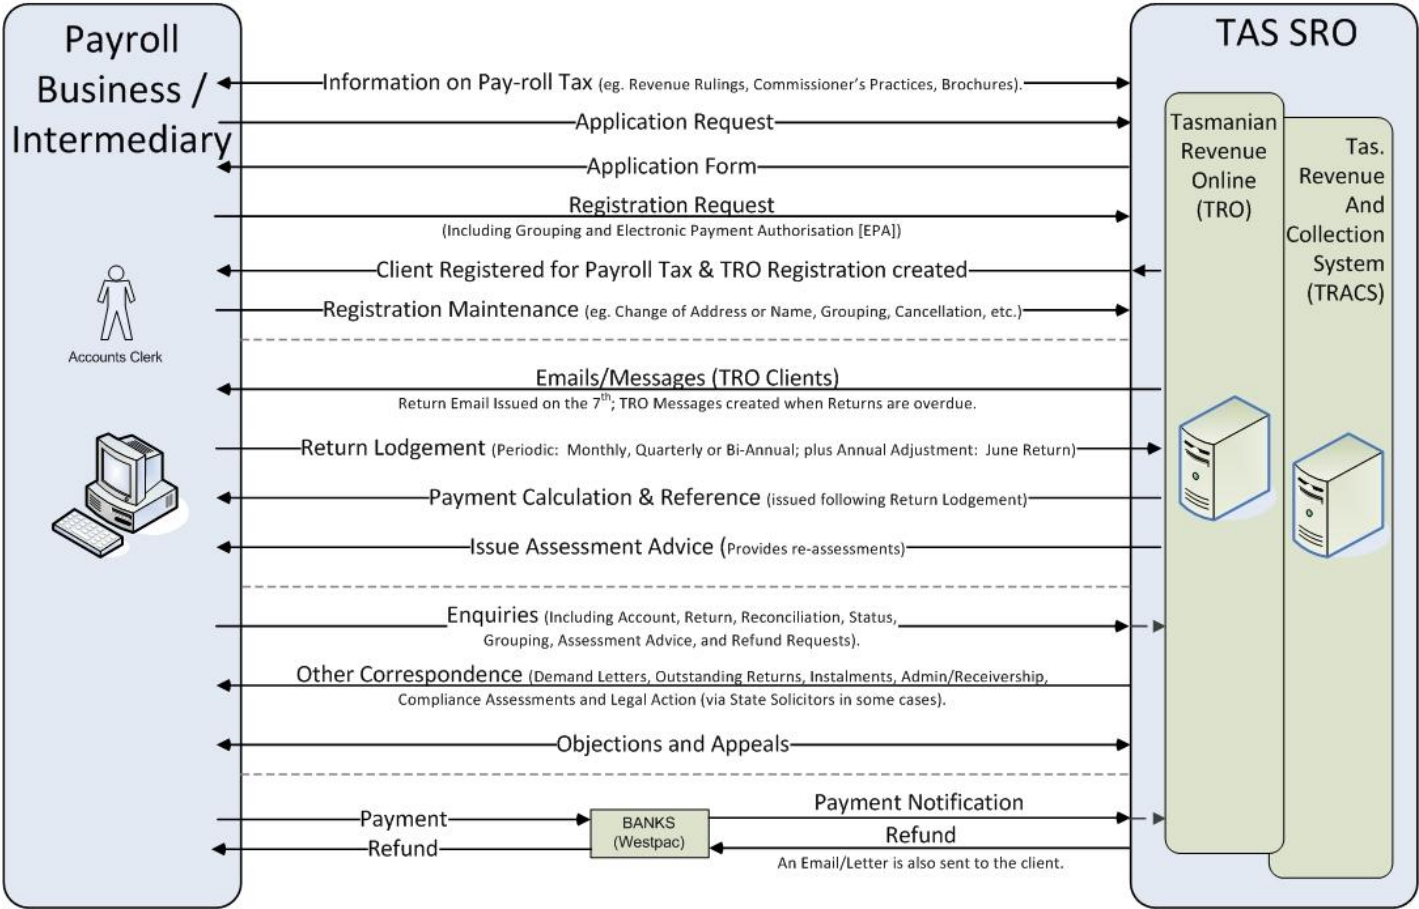 Payroll
Business /
Intermediary
TAS SRO
Information on Pay-roll Tax (eg. Revenue Rulings, Commissioner’s Practices, Brochures).
Application Request
Application Form
Registration Request
(Including Grouping and Electronic Payment Authorisation [EPA])
Client Registered for Payroll Tax & TRO Registration created
Registration Maintenance (eg. Change of Address or Name, Grouping, Cancellation, etc.)
Accounts Clerk
Emails/Messages (TRO Clients)
Return Email Issued on the 7th; TRO Messages created when Returns are overdue.
Return Lodgement (Periodic: Monthly, Quarterly or Bi-Annual; plus Annual Adjustment: June Return)
Payment Calculation & Reference (issued following Return Lodgement)
Issue Assessment Advice (Provides re-assessments)
Enquiries (Including Account, Return, Reconciliation, Status,
Grouping, Assessment Advice, and Refund Requests).
Other Correspondence (Demand Letters, Outstanding Returns, Instalments, Admin/Receivership,
Compliance Assessments and Legal Action (via State Solicitors in some cases).
Objections and Appeals
Payment
Refund
BANKS
(Westpac)
Payment Notification
Refund
An Email/Letter is also sent to the client.
Tasmanian
Revenue
Online
(TRO)
Tas.
Revenue
And
Collection
System
(TRACS)